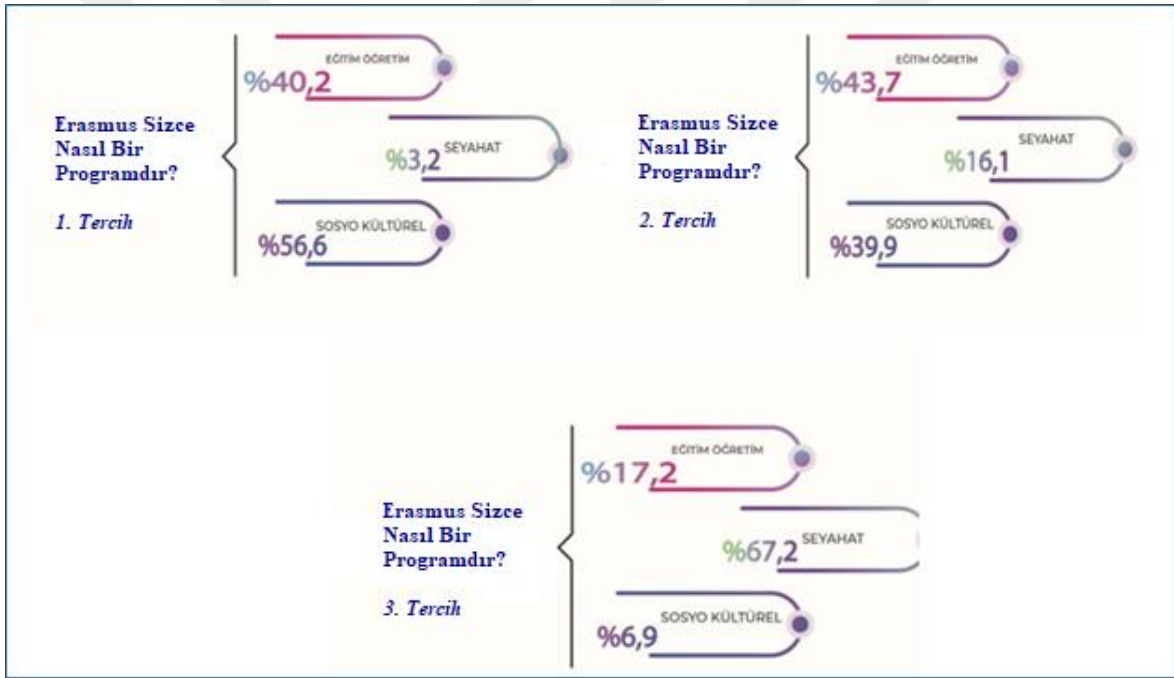 Erasmus Sizce
Nasıl Bir
Programdır?
1. Tercih
EĞİTİM ÖĞRETİM
%40,2
SEYAHAT
%3,2
SOSYO KÜLTÜREL
%56,6
Erasmus Sizce
Nasıl Bir
Programdır?
2. Tercih
EĞİTİM ÖĞRETİM
%43,7
SEYAHAT
%16,1
SOSYO KÜLTÜREL
%39,9
Erasmus Sizce
Nasıl Bir
Programdır?
3. Tercih
EĞİTİM ÖĞRETİM
%17,2
SEYAHAT
%67,2
SOSYO KÜLTÜREL
%6,9